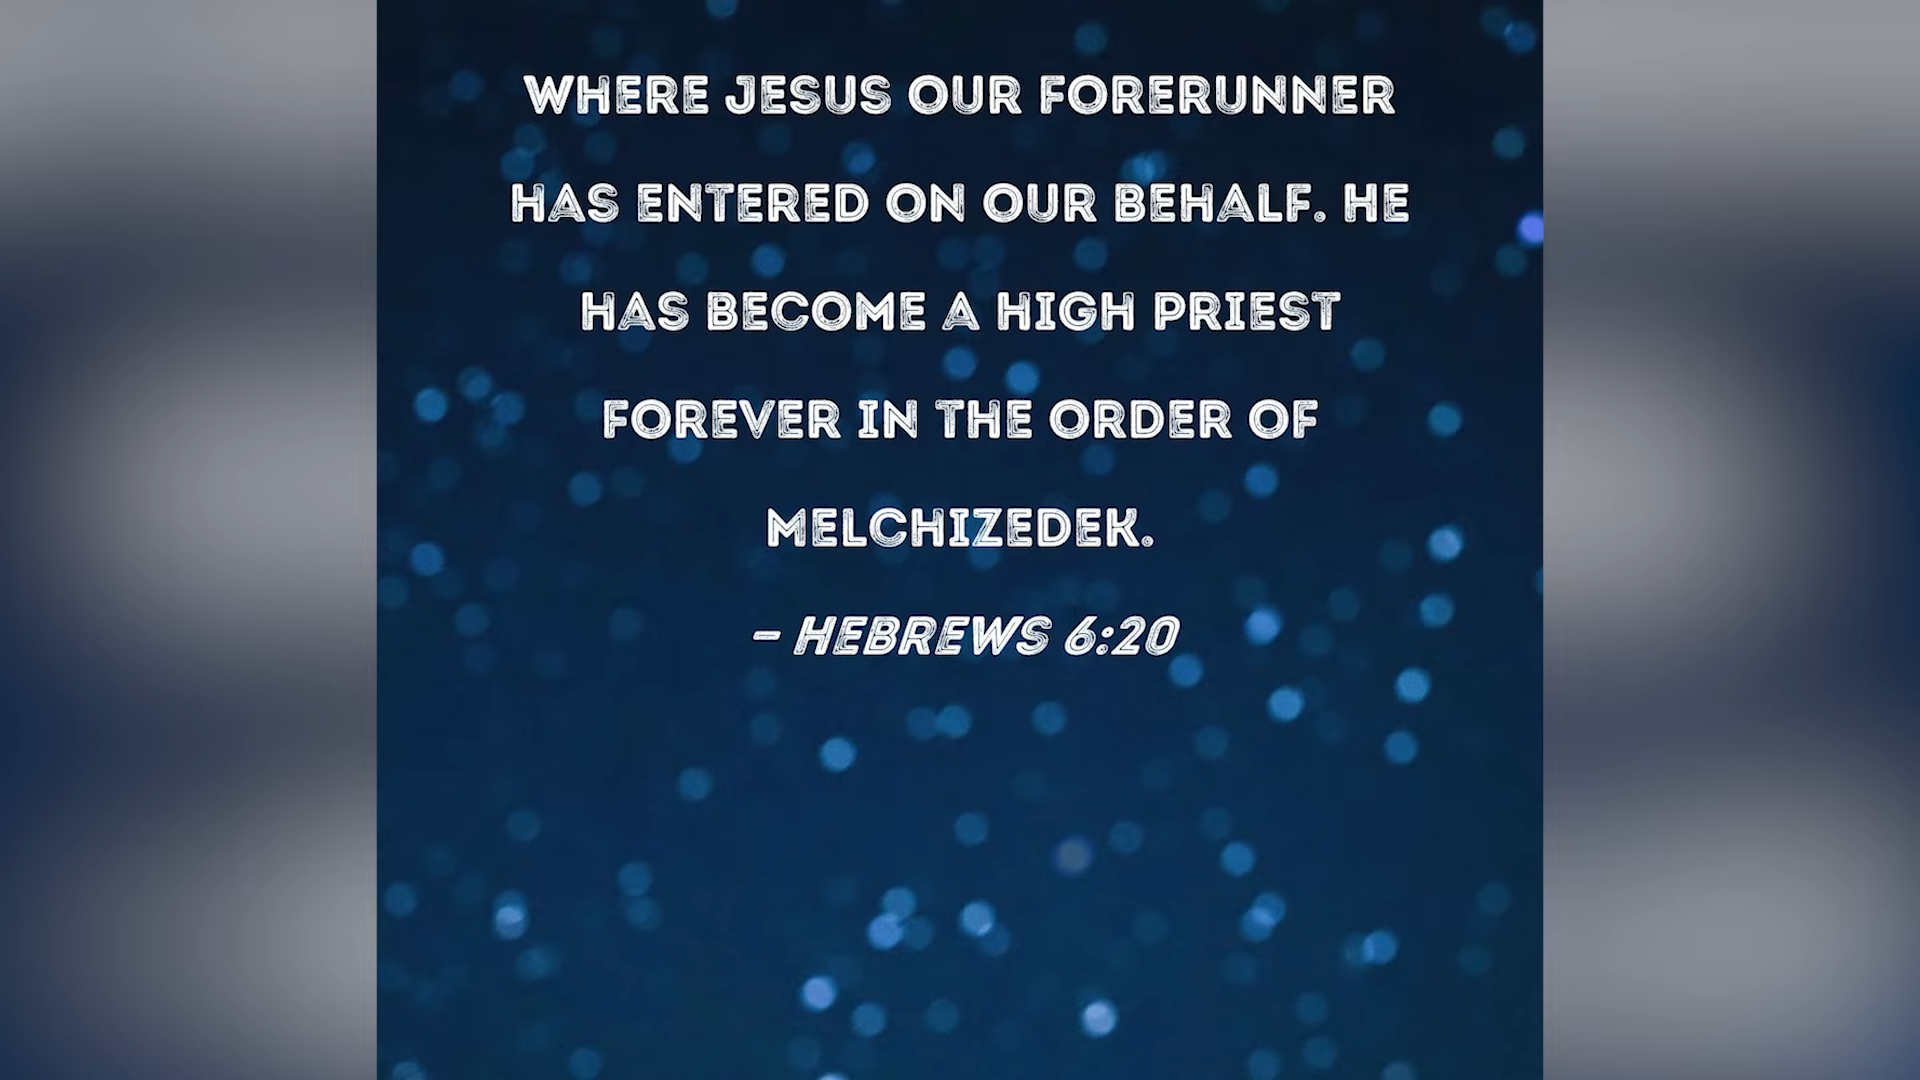 WHERE JESUS OUR FORERUNNER
HAS ENTERED ON OUR BEHALF. HE
HAS BECOME A HIGH PRIEST
FOREVER IN THE ORDER OF
MELCHIZEDEK.
– HEBREWS 6:20